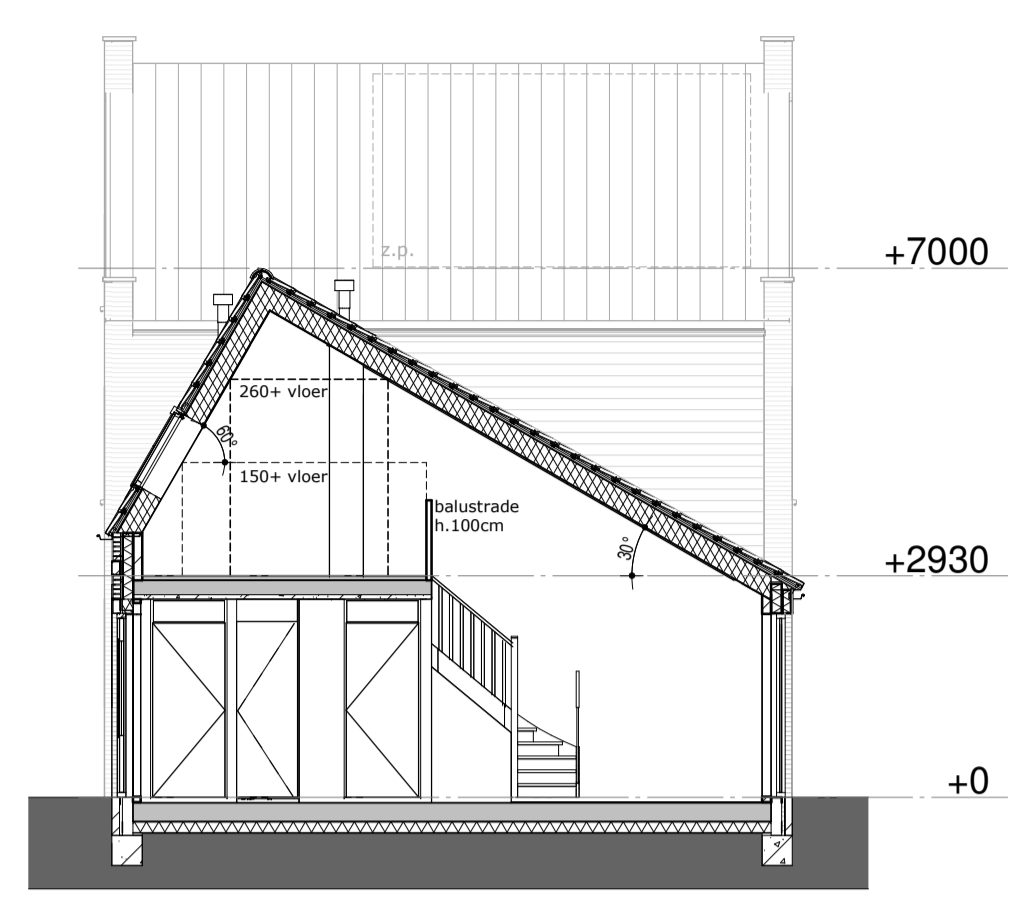 z.p.
+7000
260+ vloer
60°
150+ vloer
balustrade
h.100cm
30°
+2930
+0